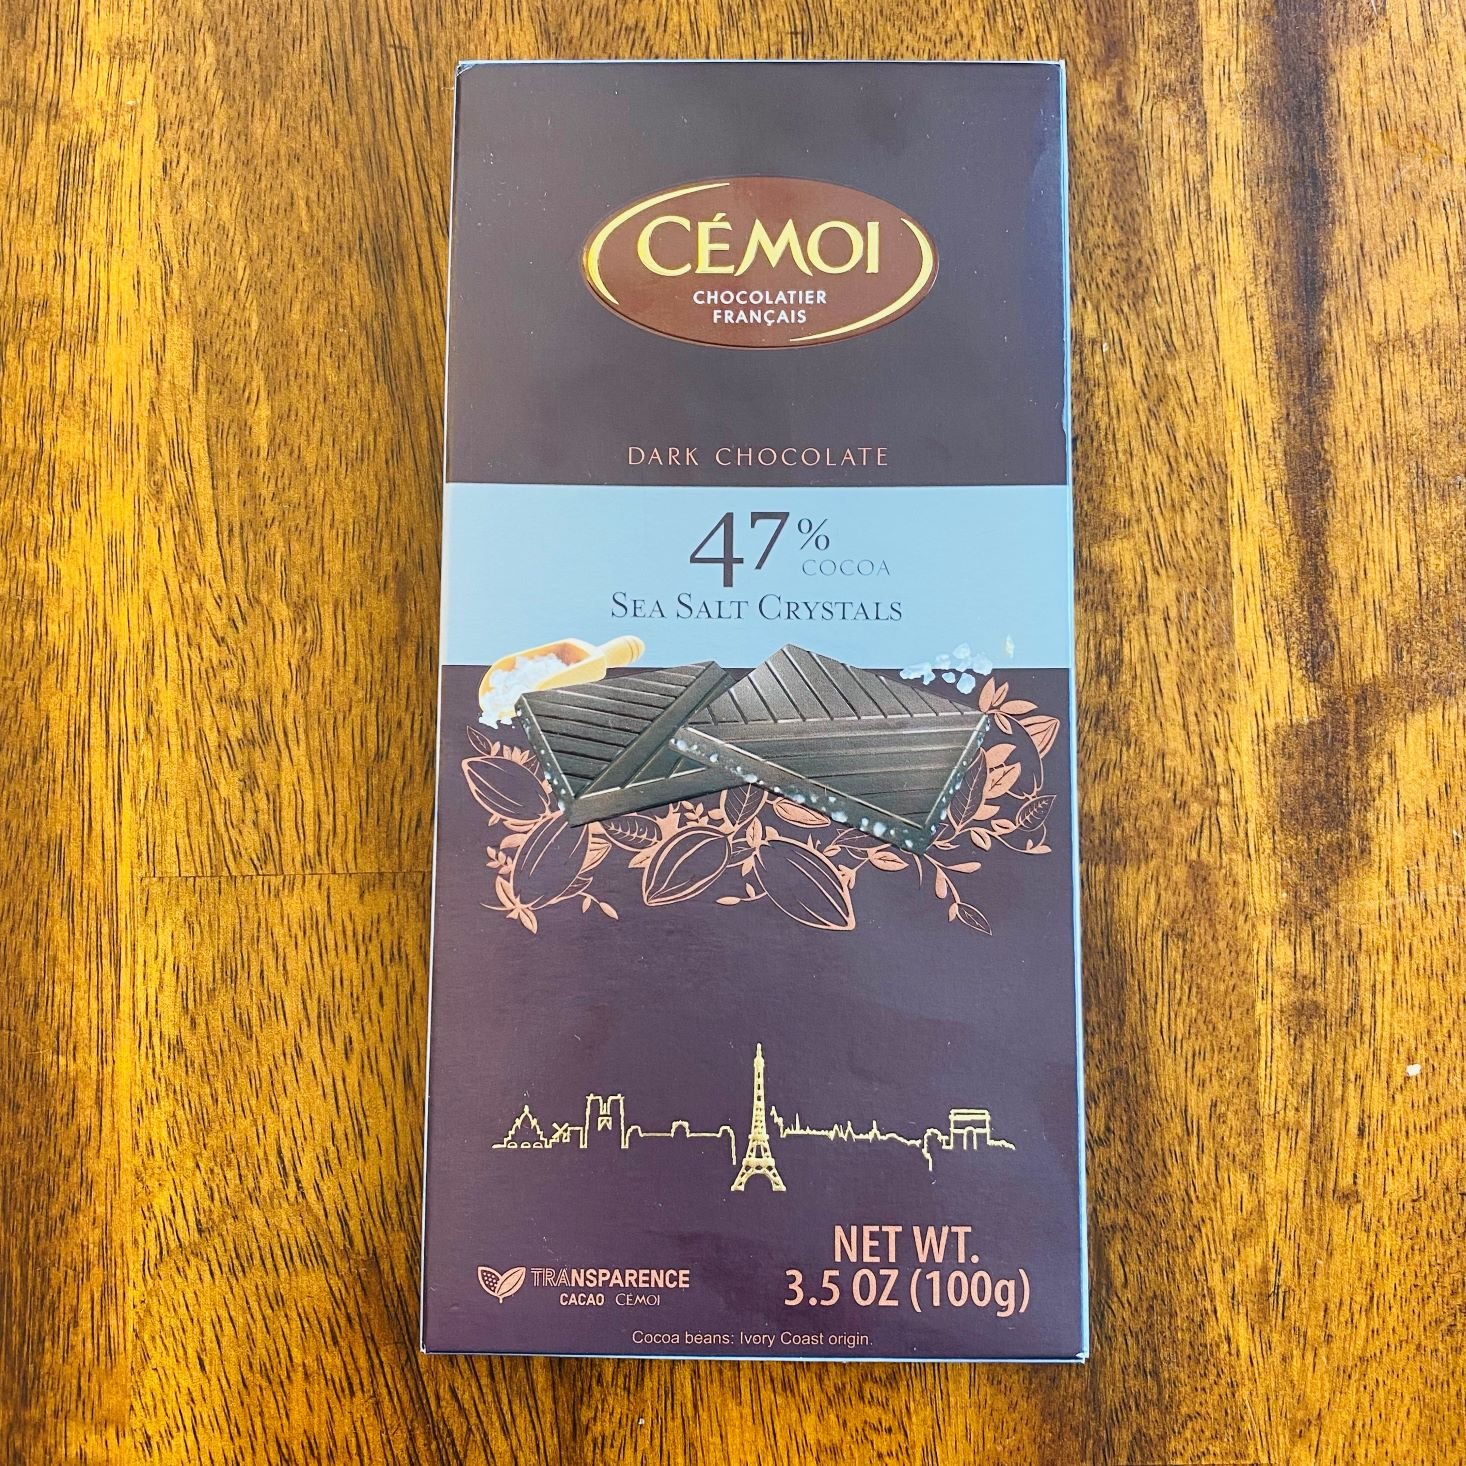 CÉMOI
CHOCOLATIER
FRANÇAIS
DARK CHOCOLATE
47%
COCOA
SEA SALT CRYSTALS
NET WT.
3.5 OZ (100g)
TRANSPARENCE
CACAO CÉMOI
Cocoa beans: Ivory Coast origin.